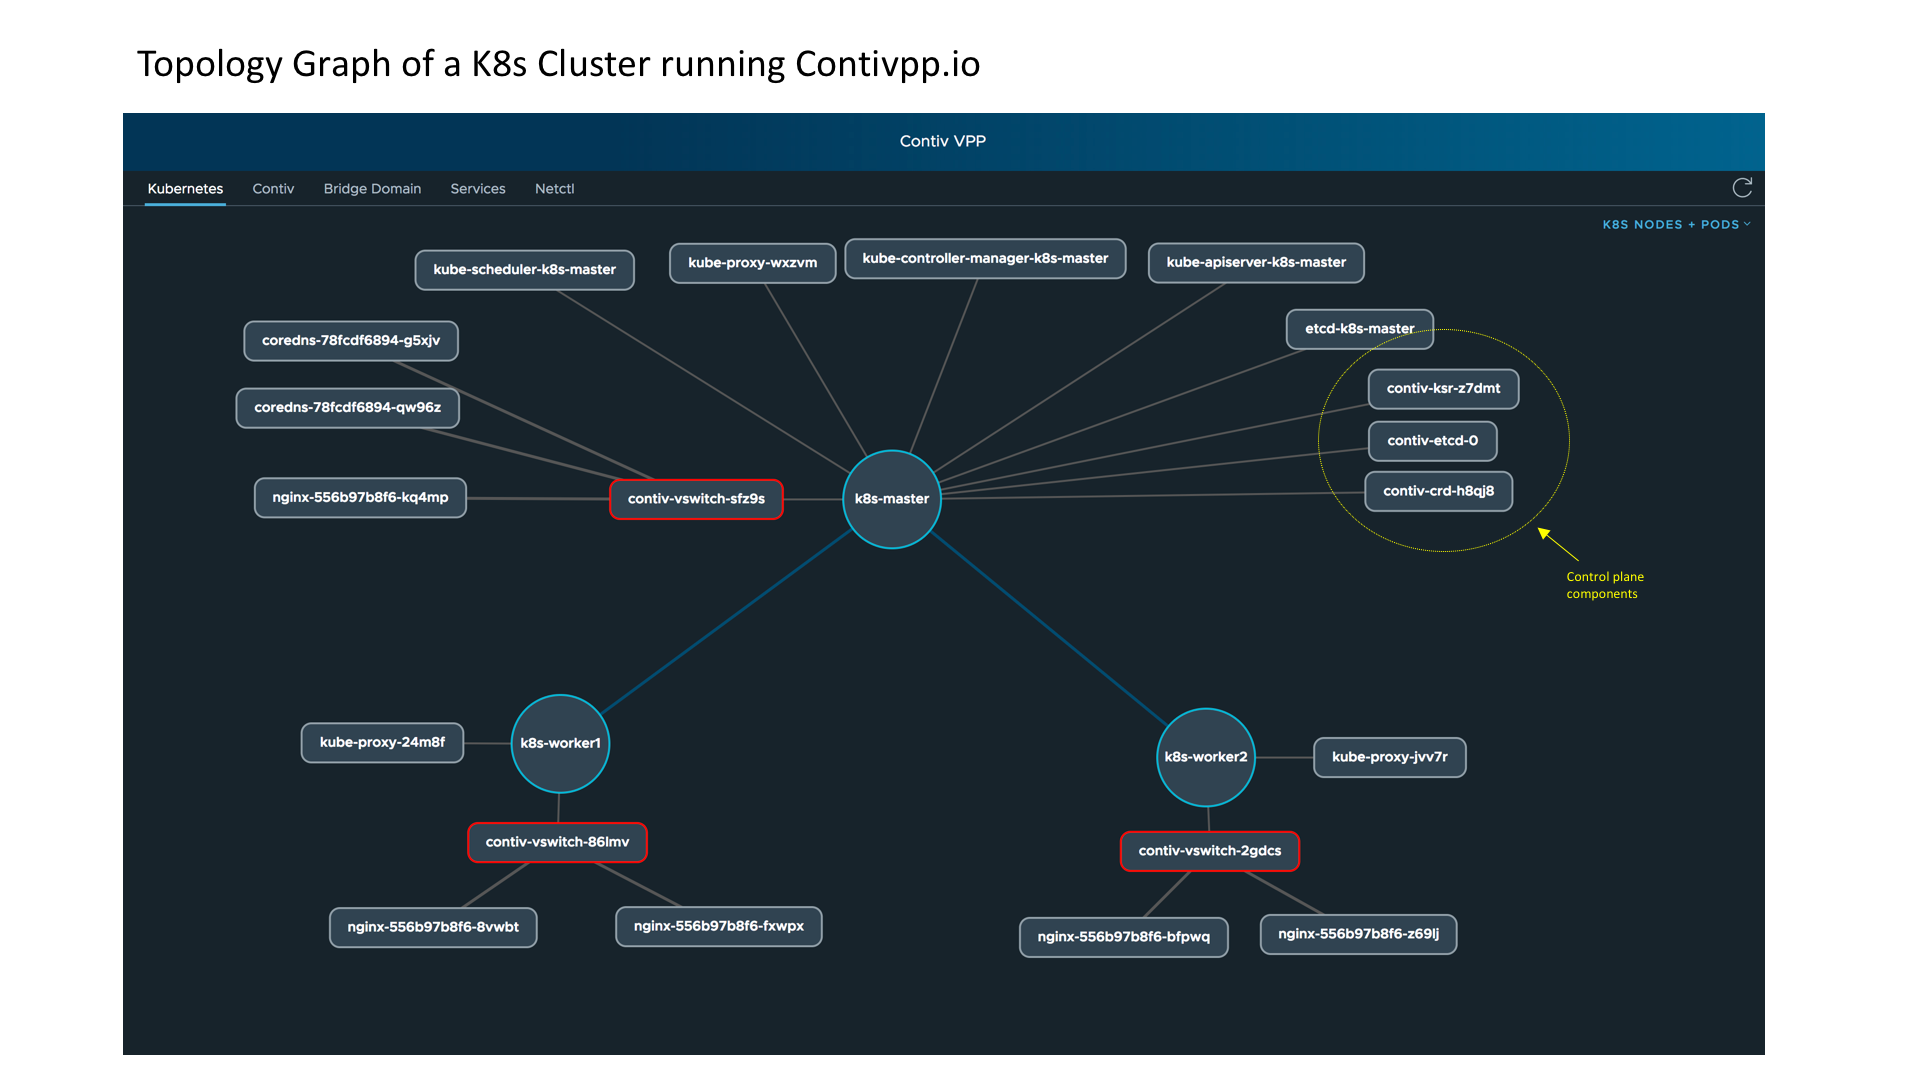 Topology Graph of a K8s Cluster running Contivpp.io
Contiv VPP
Kubernetes Contiv Bridge Domain Services Netctl
K8S NODES + PODS
kube-scheduler-k8s-master
kube-proxy-wxzvm
kube-controller-manager-k8s-master
kube-apiserver-k8s-master
etcd-k8s-master
coredns-78fcdf6894-g5xjv
contiv-ksr-z7dmt
coredns-78fcdf6894-qw96z
contiv-etcd-0
nginx-556b97b8f6-kq4mp
contiv-vswitch-sfz9s
k8s-master
contiv-crd-h8qj8
Control plane
components
kube-proxy-24m8f
k8s-worker1
k8s-worker2
kube-proxy-jvv7r
contiv-vswitch-86lmv
contiv-vswitch-2gdcs
nginx-556b97b8f6-8vwbt
nginx-556b97b8f6-fxwpx
nginx-556b97b8f6-bfpwq
nginx-556b97b8f6-z69lj